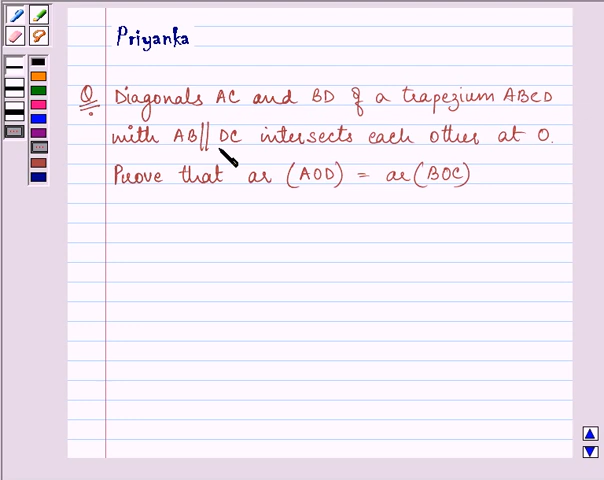 Priyanka
Q Diagonals AC and BD of a trapezium ABCD
with AB || DC intersects each other at O.
Prove that ar (AOD) = ar (BOC)